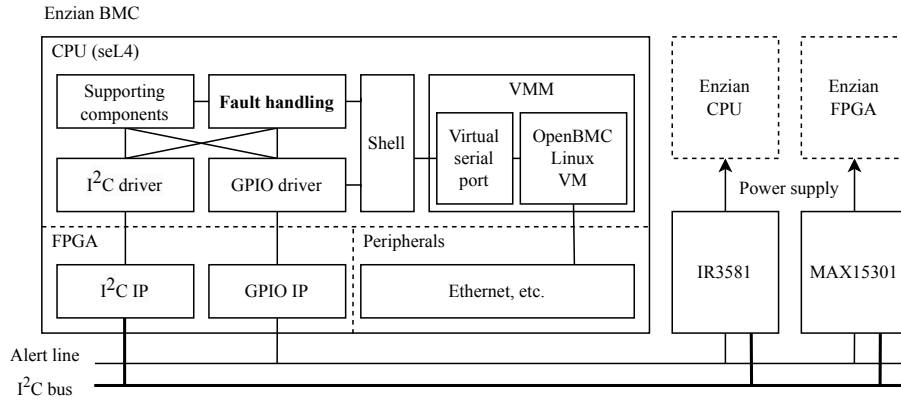 Enzian BMC
CPU (seL4)
Supporting
components
Fault handling
Shell
VMM
Virtual
serial
port
OpenBMC
Linux
VM
I²C driver
GPIO driver
Enzian
CPU
Enzian
FPGA
Power supply
FPGA
Peripherals
I²C IP
GPIO IP
Ethernet, etc.
IR3581
MAX15301
Alert line
I²C bus